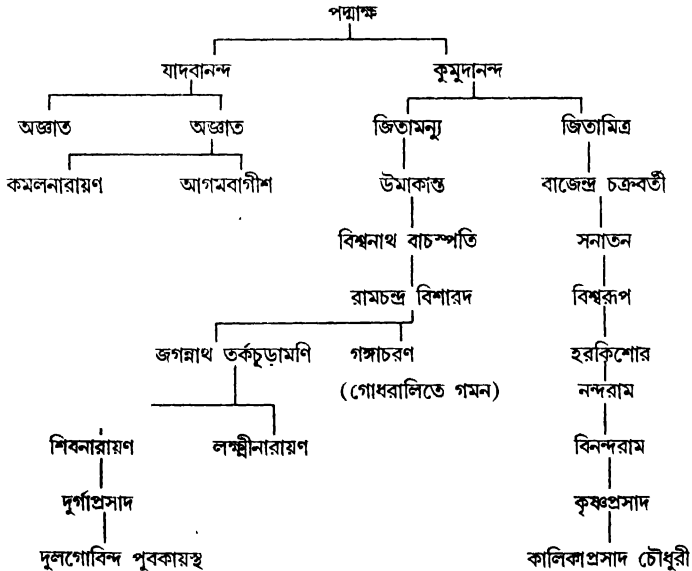 পদ্মাক্ষ
যাদবানন্দ কুমুদানন্দ
অজ্ঞাত অজ্ঞাত জিতামন্যু জিতামিত্র
কমলনারায়ণ আগমবাগীশ উমাকান্ত বাজেন্দ্র চক্রবর্তী
বিশ্বনাথ বাচস্পতি সনাতন
রামচন্দ্র বিশারদ বিশ্বরূপ
জগন্নাথ তর্কচূড়ামণি গঙ্গাচরণ হরকিশোর
(গোধরালিতে গমন) নন্দরাম
শিবনারায়ণ লক্ষ্মীনারায়ণ বিনন্দরাম
দুর্গাপ্রসাদ কৃষ্ণপ্রসাদ
দুলগোবিন্দ পুবকায়স্থ কালিকাপ্রসাদ চৌধুরী